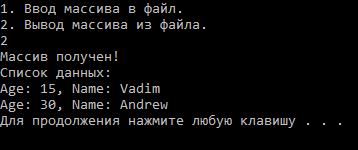 1. Ввод массива в файл.
2. Вывод массива из файла.
2
Массив получен!
Список данных:
Age: 15, Name: Vadim
Age: 30, Name: Andrew
Для продолжения нажмите любую клавишу . . .